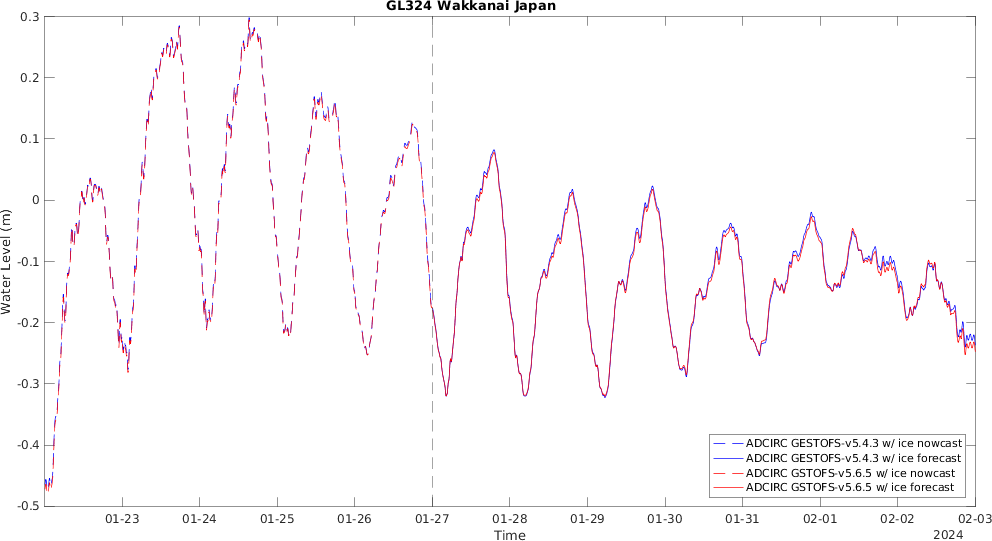 GL324 Wakkanai Japan
0.3
0.2
0.1
0
-0.1
-0.2
-0.3
-0.4
-0.5
Water Level (m)
ADCIRC GESTOFS-v5.4.3 w/ ice nowcast
ADCIRC GESTOFS-v5.4.3 w/ ice forecast
ADCIRC GSTOFS-v5.6.5 w/ ice nowcast
ADCIRC GSTOFS-v5.6.5 w/ ice forecast
01-23 01-24 01-25 01-26 01-27 01-28 01-29 01-30 01-31 02-01 02-02 02-03
Time
2024